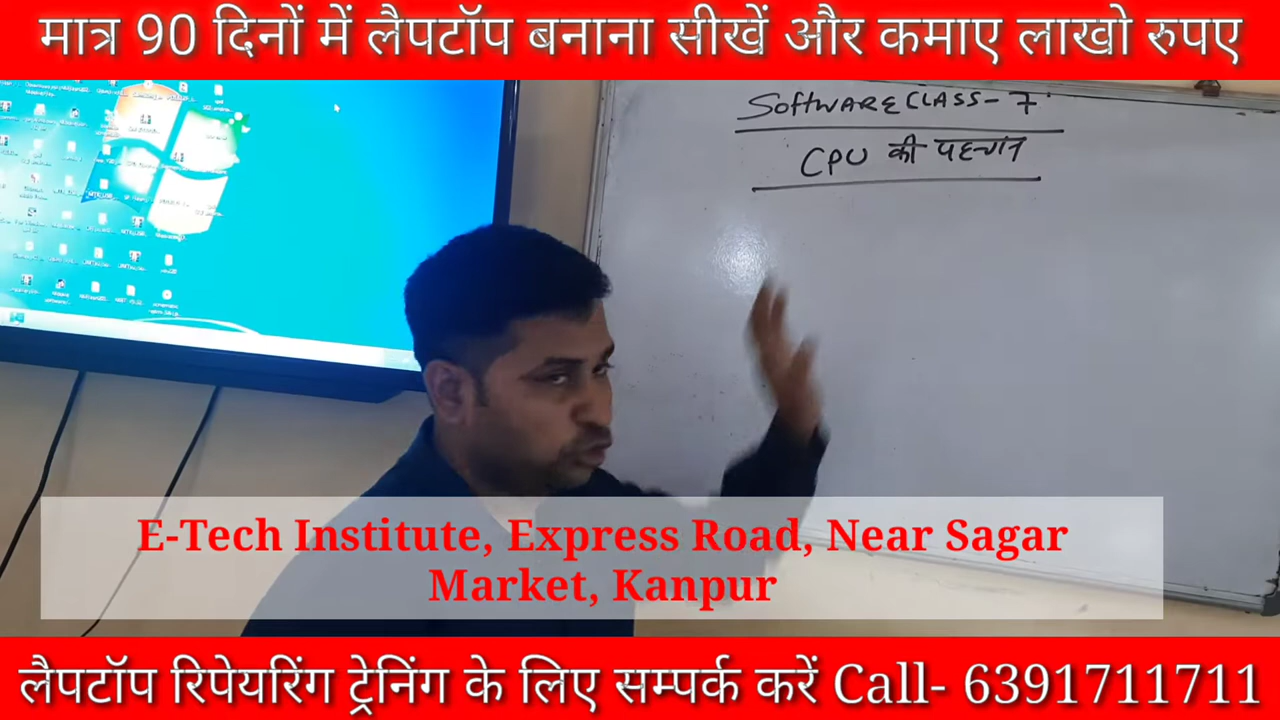 मात्र 90 दिनों में लैपटॉप बनाना सीखें और कमाए लाखो रुपए
SOFTWARE CLASS - 7
CPU की पहचान
E-Tech Institute, Express Road, Near Sagar
Market, Kanpur
लैपटॉप रिपेयरिंग ट्रेनिंग के लिए सम्पर्क करें Call- 6391711711